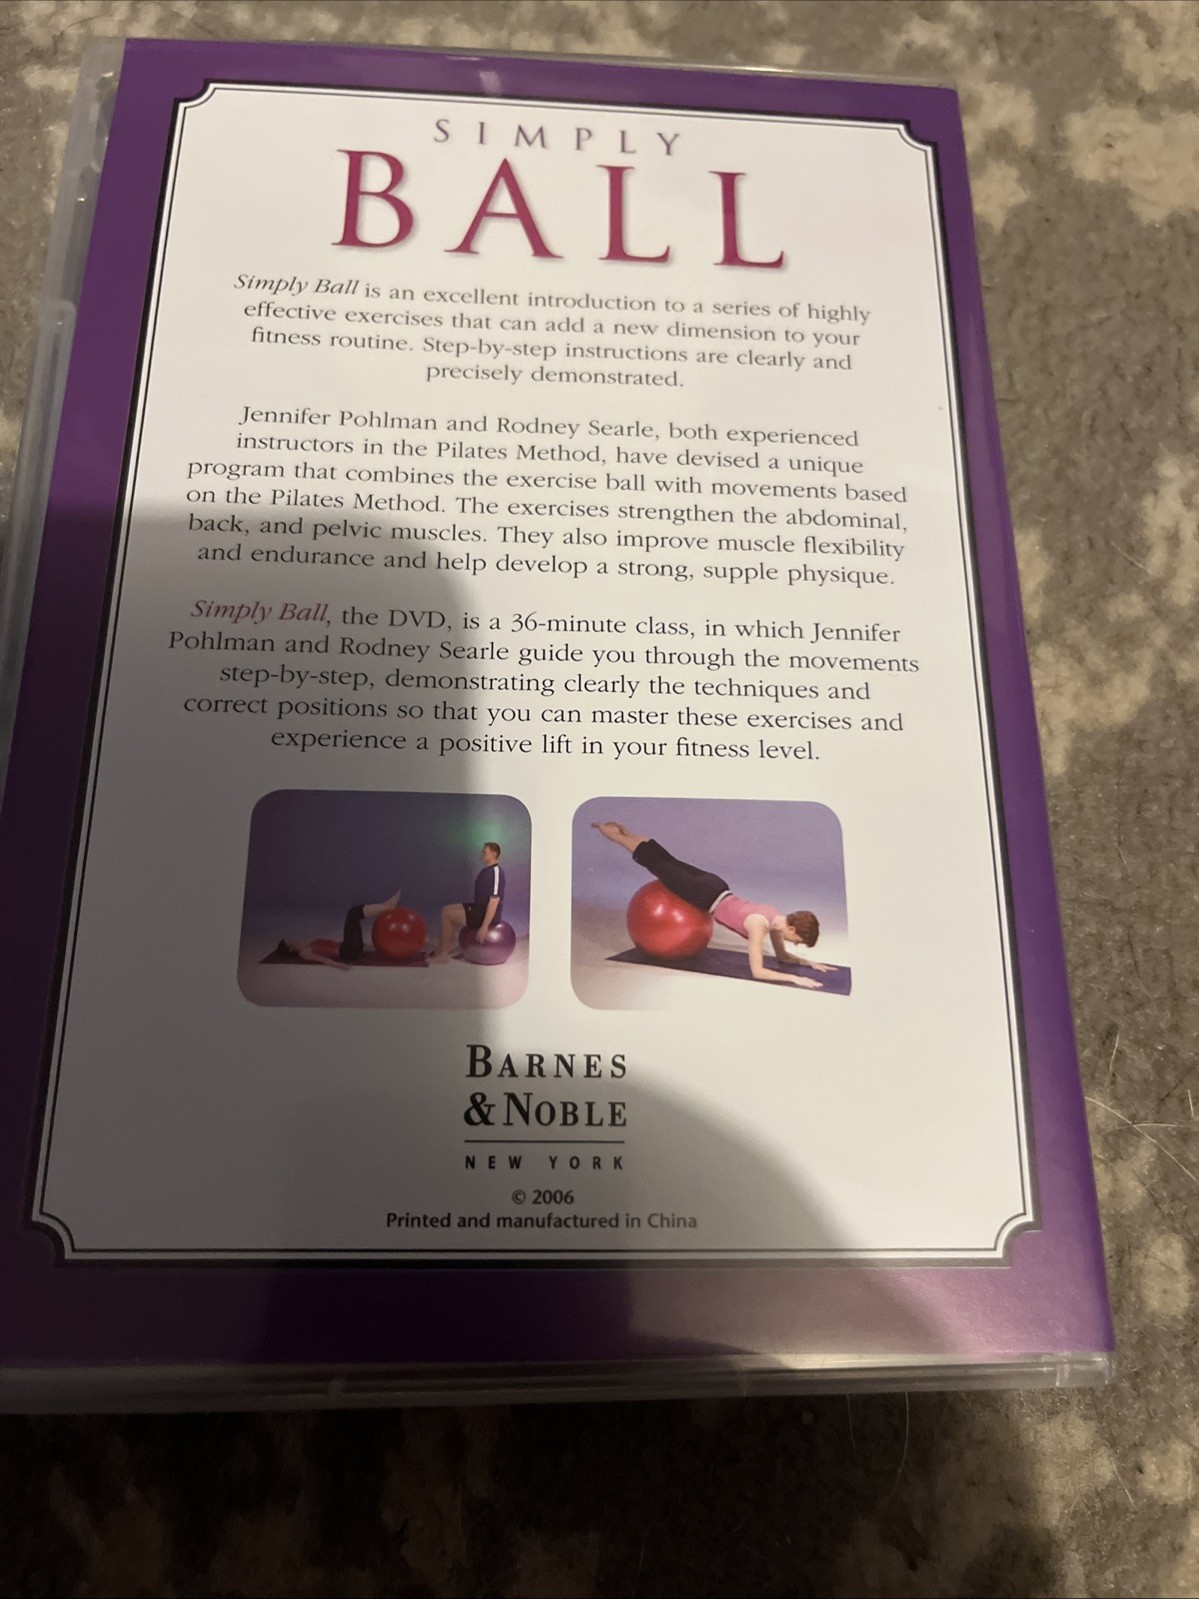 SIMPLY
BALL
Simply Ball is an excellent introduction to a series of highly
effective exercises that can add a new dimension to your
fitness routine. Step-by-step instructions are clearly and
precisely demonstrated.
Jennifer Pohlman and Rodney Searle, both experienced
instructors in the Pilates Method, have devised a unique
program that combines the exercise ball with movements based
on the Pilates Method. The exercises strengthen the abdominal,
back, and pelvic muscles. They also improve muscle flexibility
and endurance and help develop a strong, supple physique.
Simply Ball, the DVD, is a 36-minute class, in which Jennifer
Pohlman and Rodney Searle guide you through the movements
step-by-step, demonstrating clearly the techniques and
correct positions so that you can master these exercises and
experience a positive lift in your fitness level.
BARNES
& NOBLE
NEW YORK
© 2006
Printed and manufactured in China